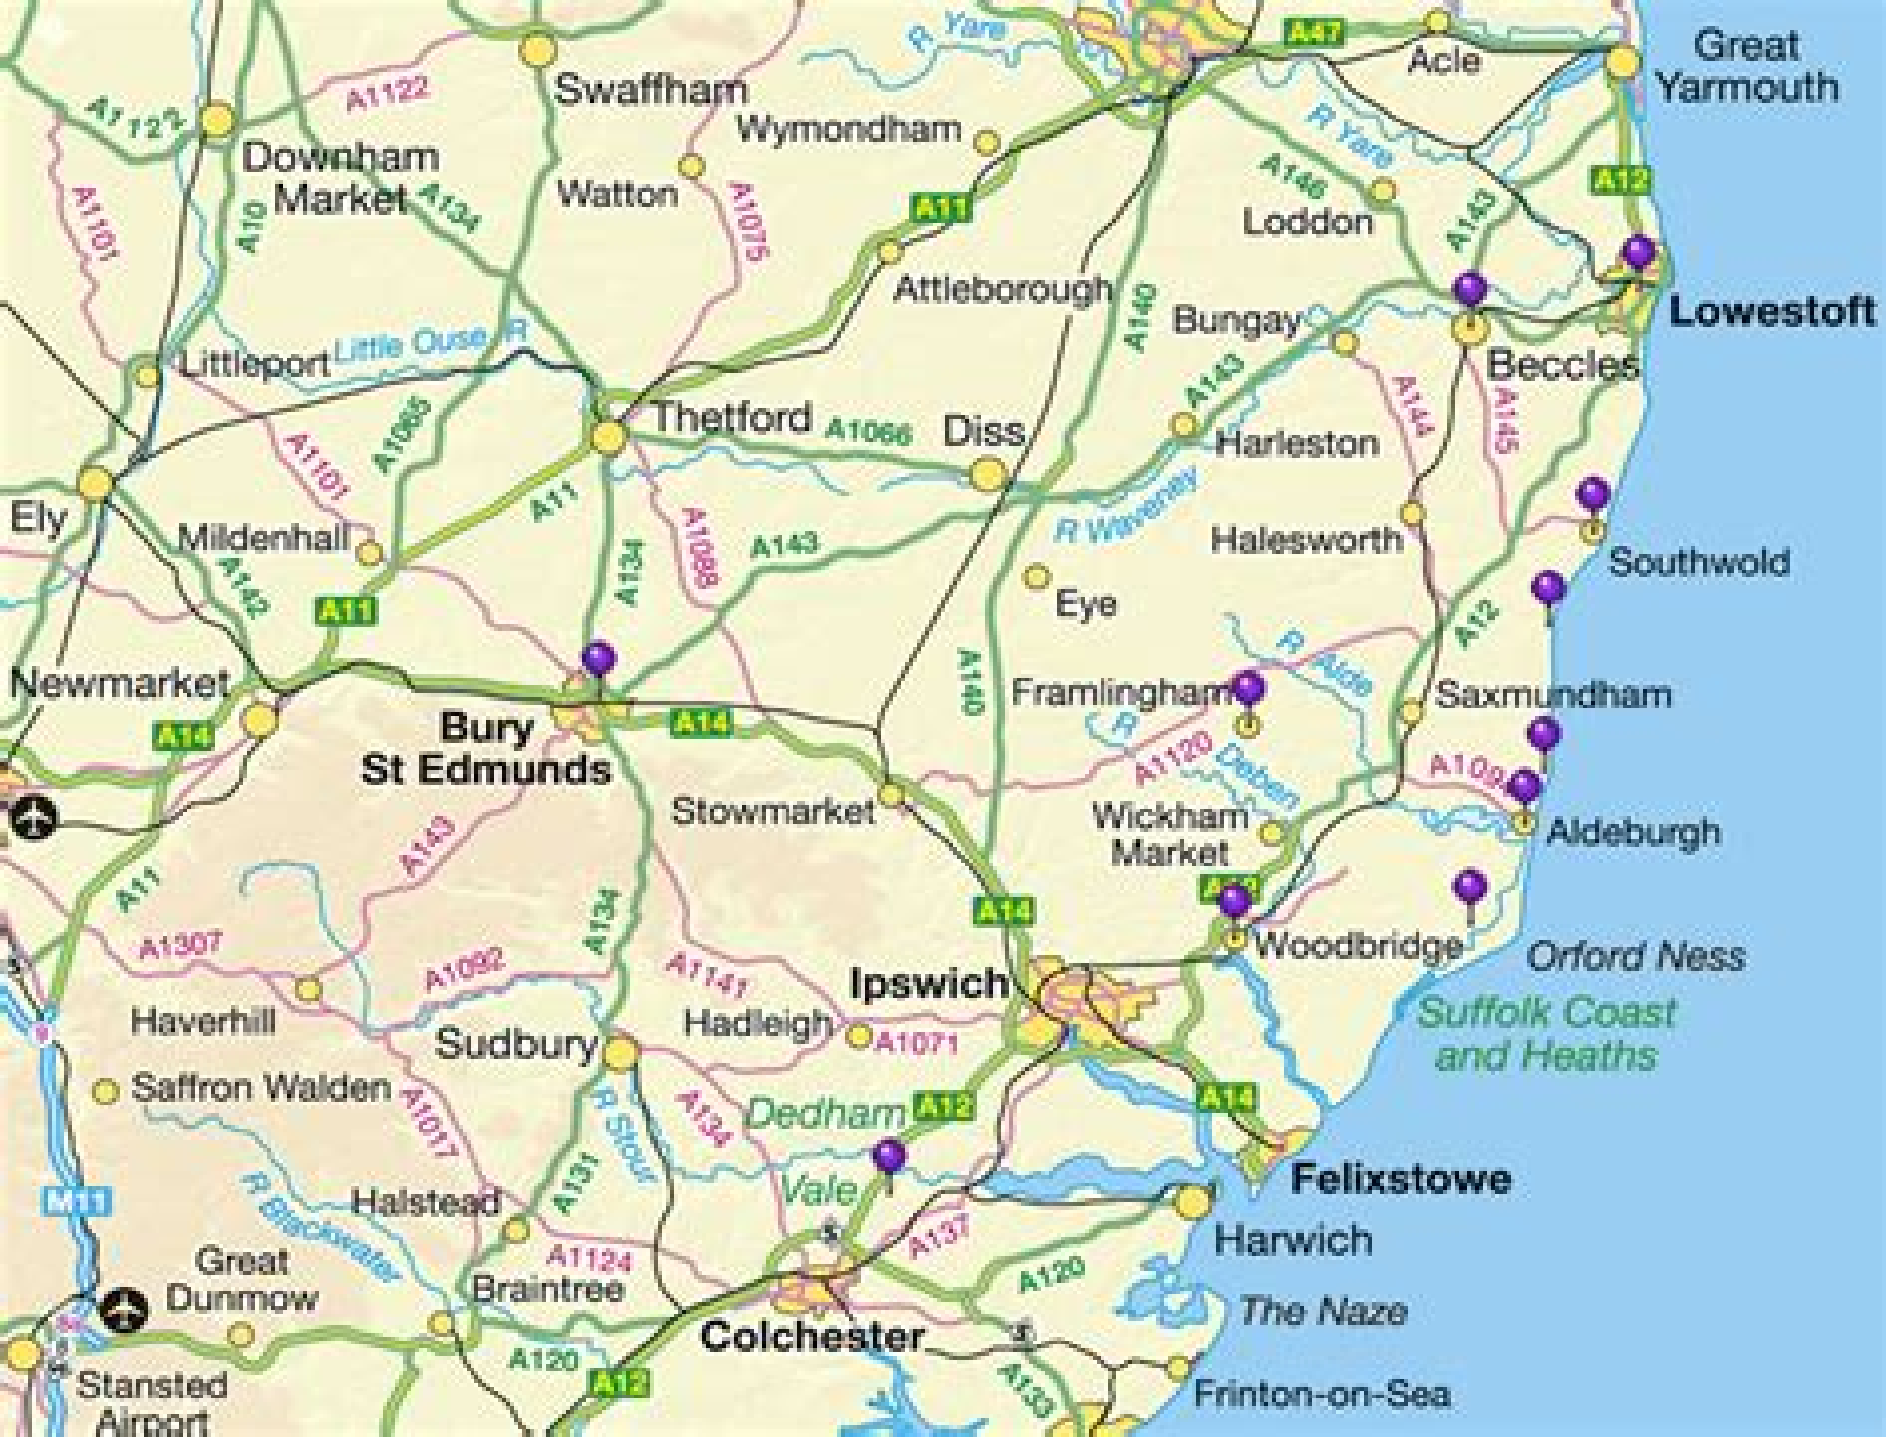 R Yare
A47
Acle
Great
Yarmouth
A1122
Swaffham
A1122
Wymondham
R Yare
Downham
Market
A134
Watton
A1075
A146
A12
A1101
A10
A11
Loddon
A143
Attleborough
A140
Bungay
Lowestoft
Littleport
Little Ouse R
Beccles
A143
A1065
Thetford
A1066
Diss
A144
A145
Harleston
A1101
A11
Ely
R Waveney
Mildenhall
A1088
A143
Halesworth
Southwold
A142
A134
Eye
A11
A12
R Alde
Newmarket
A140
Framlingham
Saxmundham
A14
Bury
St Edmunds
A14
R
Deben
A1120
Stowmarket
Wickham
Market
Aldeburgh
A143
A11
A14
A134
Woodbridge
A1307
A1092
A1141
Ipswich
Orford Ness
Haverhill
Sudbury
Hadleigh
A1071
Suffolk Coast
and Heaths
9
Saffron Walden
A1017
R Stour
A134
Dedham
Vale
A12
A14
M11
R Blackwater
Halstead
A131
Felixstowe
A137
Harwich
A1124
Great
Dunmow
Braintree
A120
The Naze
Colchester
A120
A12
A133
Stansted
Airport
Frinton-on-Sea